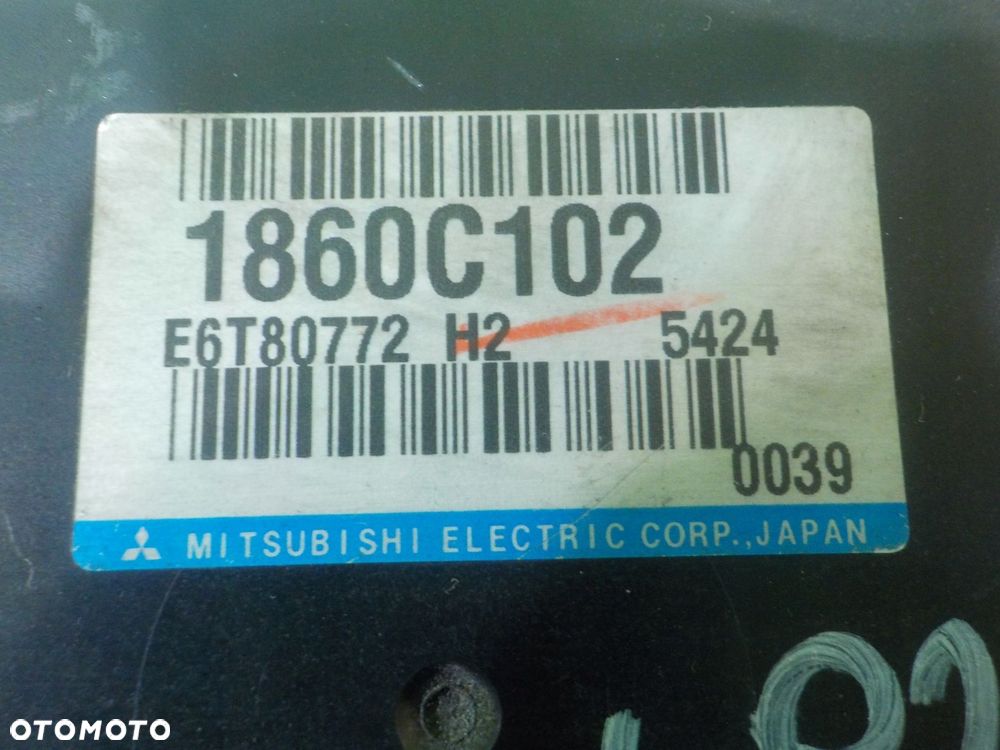 1860C102
E6T80772 H2 5424
0039
MITSUBISHI ELECTRIC CORP.,JAPAN
OTOMOTO